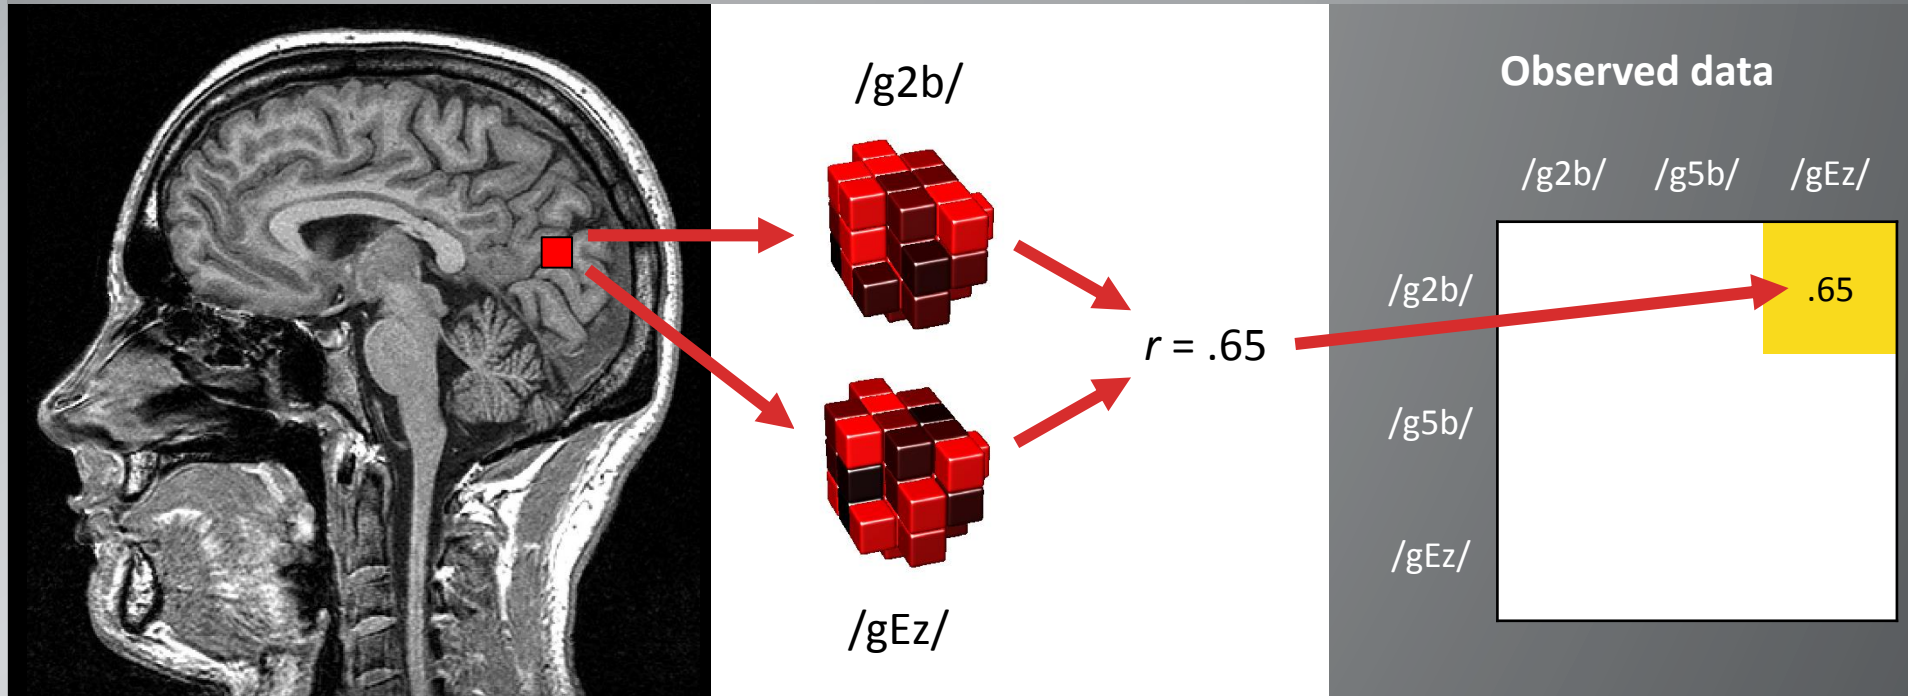 /g2b/
/gEz/
r = .65
Observed data
/g2b/ /g5b/ /gEz/
/g2b/ .65
/g5b/
/gEz/